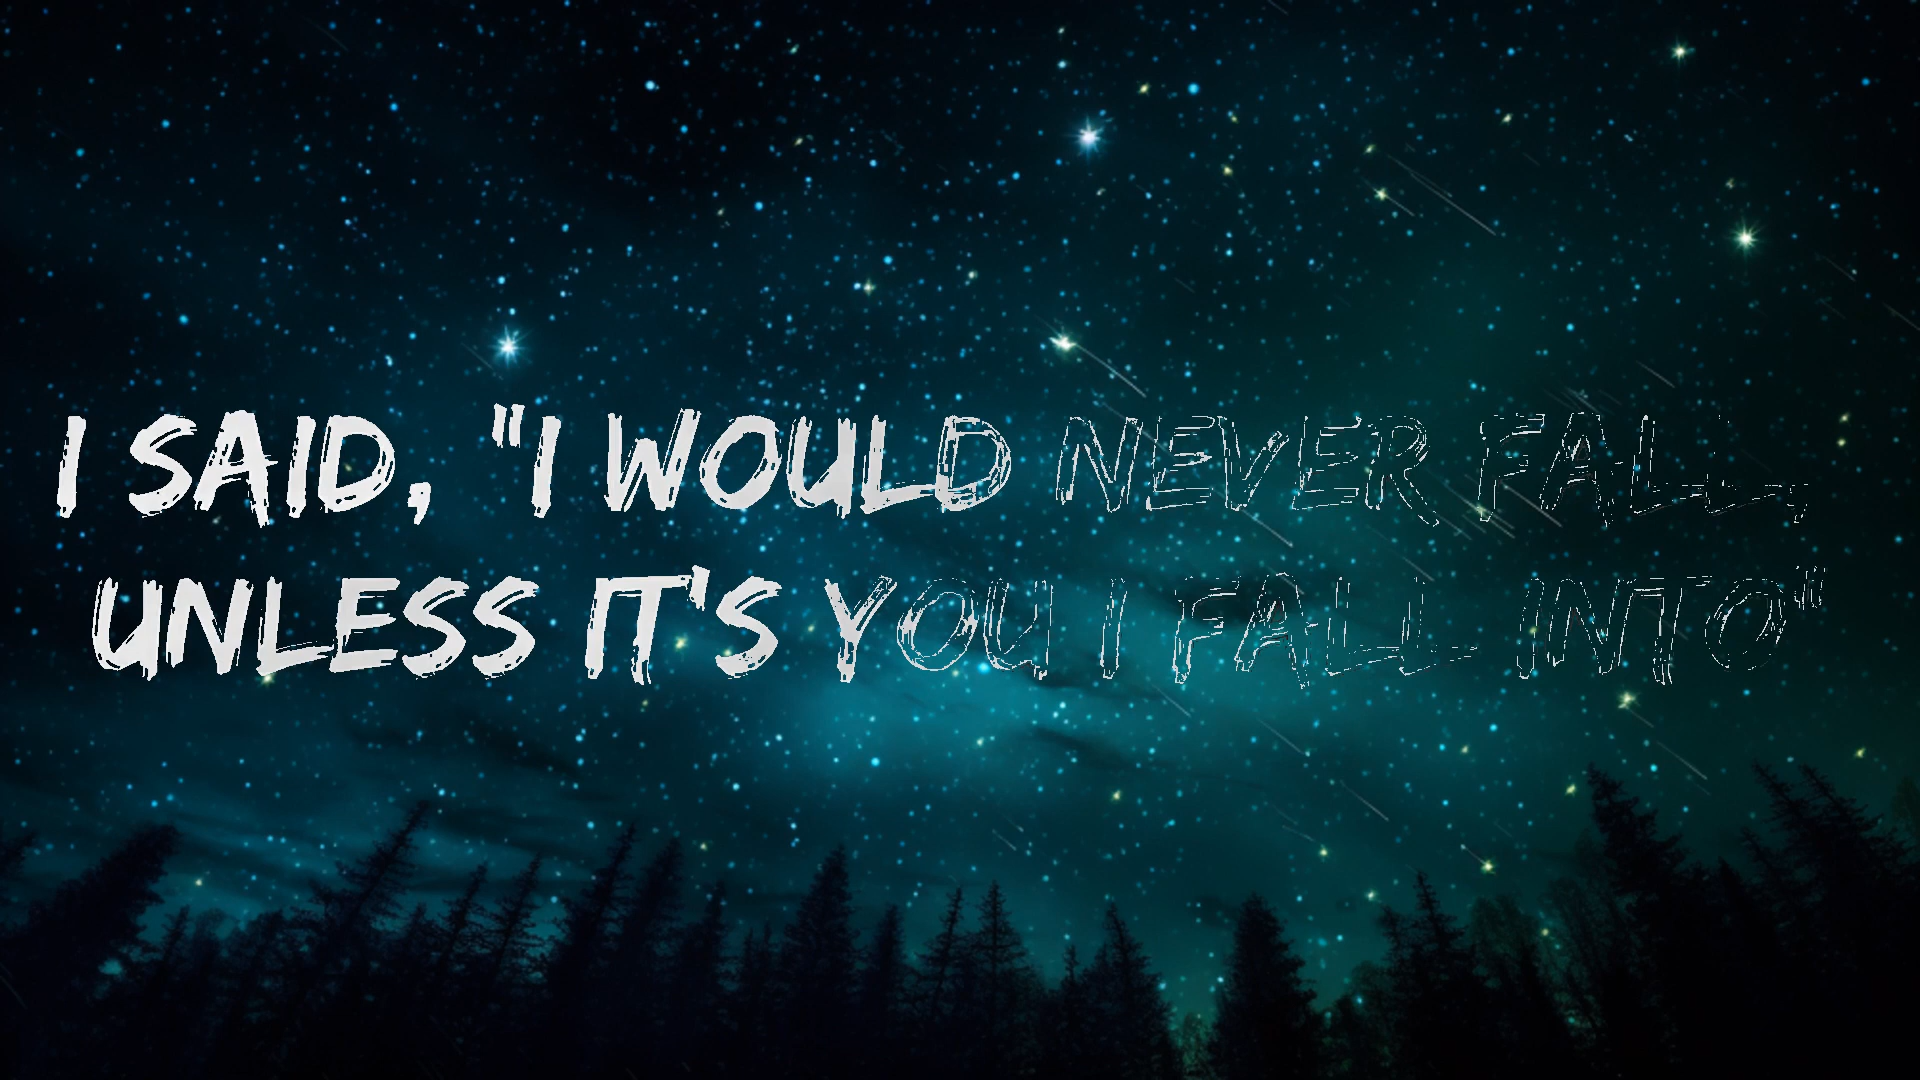 I SAID, "I WOULD NEVER FALL,
UNLESS IT'S YOU I FALL INTO"